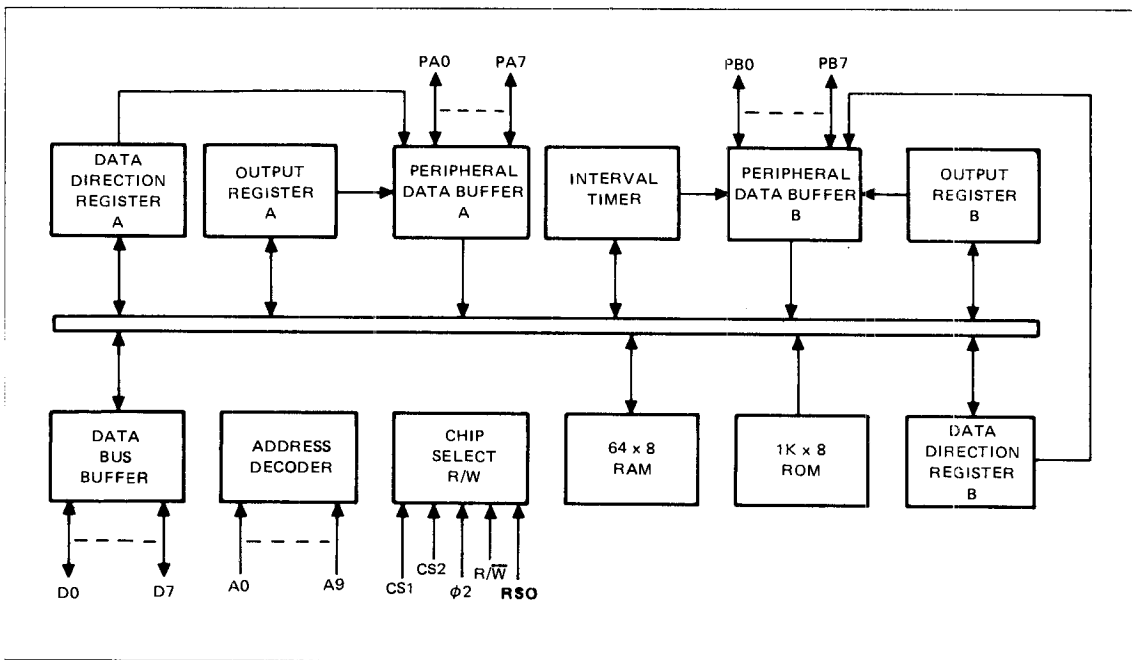 PA0 PA7
PB0 PB7
DATA
DIRECTION
REGISTER
A
OUTPUT
REGISTER
A
PERIPHERAL
DATA BUFFER
A
INTERVAL
TIMER
PERIPHERAL
DATA BUFFER
B
OUTPUT
REGISTER
B
DATA
BUS
BUFFER
ADDRESS
DECODER
CHIP
SELECT
R/W
64 x 8
RAM
1K x 8
ROM
DATA
DIRECTION
REGISTER
B
D0 D7
A0 A9
CS1 CS2 ϕ2 R/W̅ RSO